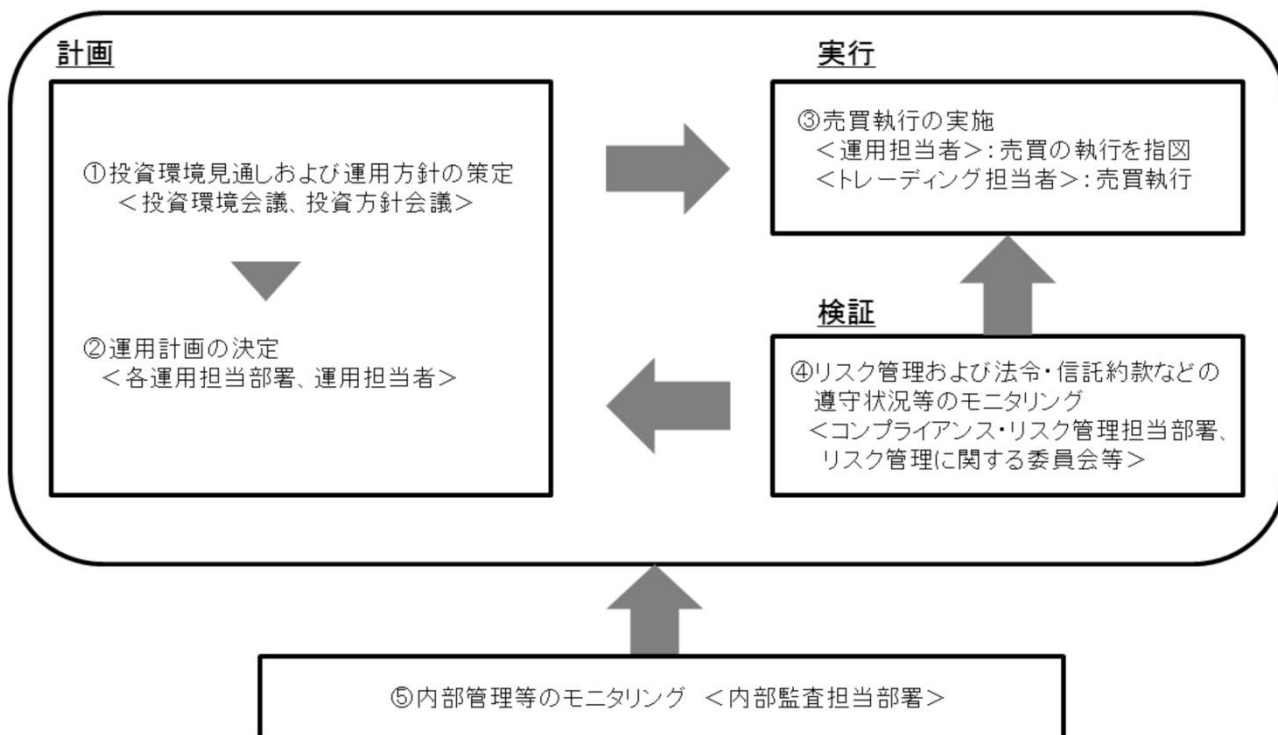 計画
①投資環境見通しおよび運用方針の策定
＜投資環境会議、投資方針会議＞
②運用計画の決定
＜各運用担当部署、運用担当者＞
実行
③売買執行の実施
＜運用担当者＞：売買の執行を指図
＜トレーディング担当者＞：売買執行
検証
④リスク管理および法令・信託約款などの
遵守状況等のモニタリング
＜コンプライアンス・リスク管理担当部署、
リスク管理に関する委員会等＞
⑤内部管理等のモニタリング ＜内部監査担当部署＞